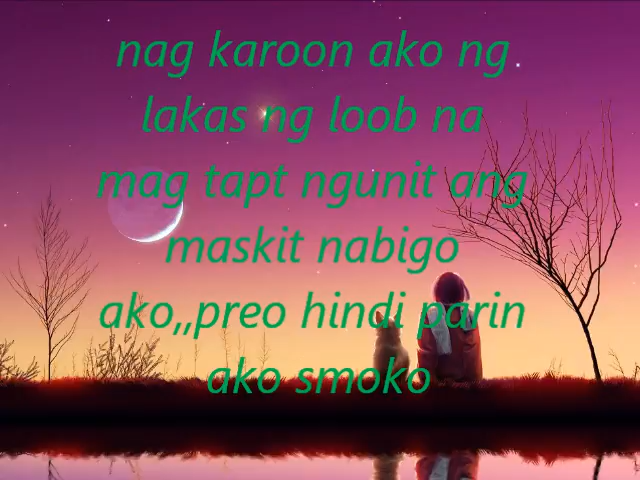 nag karoon ako ng
lakas ng loob na
mag tapt ngunit ang
maskit nabigo
ako,,preo hindi parin
ako smoko